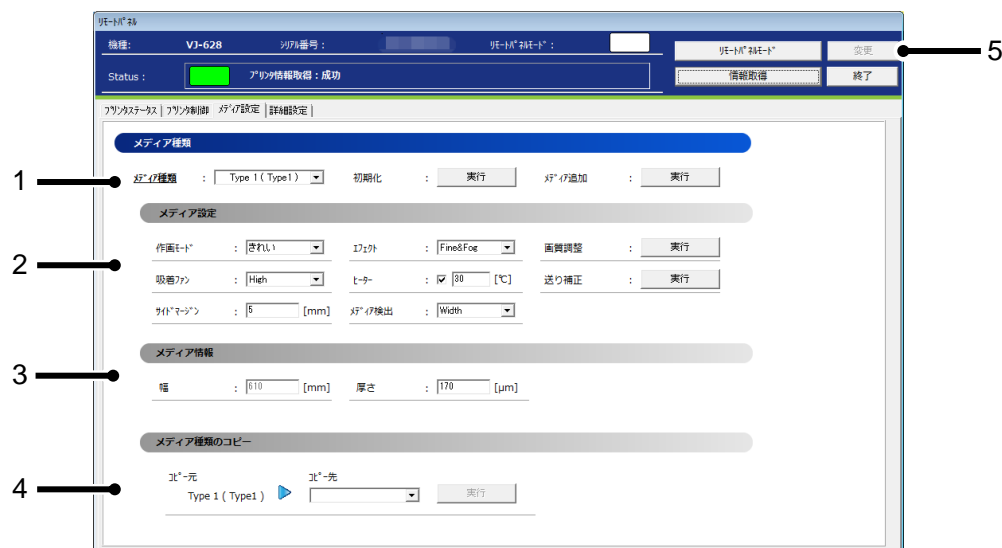 ﾘﾓｰﾄﾊﾟﾈﾙ
機種: VJ-628 ｼﾘｱﾙ番号： ﾘﾓｰﾄﾊﾟﾈﾙﾓｰﾄﾞ： ﾘﾓｰﾄﾊﾟﾈﾙﾓｰﾄﾞ 変更 5
Status： ﾌﾟﾘﾝﾀ情報取得：成功 情報取得 終了
ﾌﾟﾘﾝﾀｽﾃｰﾀｽ ﾌﾟﾘﾝﾀ制御 ﾒﾃﾞｨｱ設定 詳細設定
メディア種類
1 ﾒﾃﾞｨｱ種類 ： Type 1 ( Type1 ) 初期化 ： 実行 ﾒﾃﾞｨｱ追加 ： 実行
メディア設定
2
作画ﾓｰﾄﾞ ： きれい ｴﾌｪｸﾄ ： Fine&Fog 画質調整 ： 実行
吸着ﾌｧﾝ ： High ﾋｰﾀｰ ： 30 [℃] 送り補正 ： 実行
ｻｲﾄﾞﾏｰｼﾞﾝ ： 5 [mm] ﾒﾃﾞｨｱ検出 ： Width
メディア情報
3 幅 ： 610 [mm] 厚さ ： 170 [μm]
メディア種類のコピー
ｺﾋﾟｰ元 ｺﾋﾟｰ先
4 Type 1 ( Type1 ) 実行